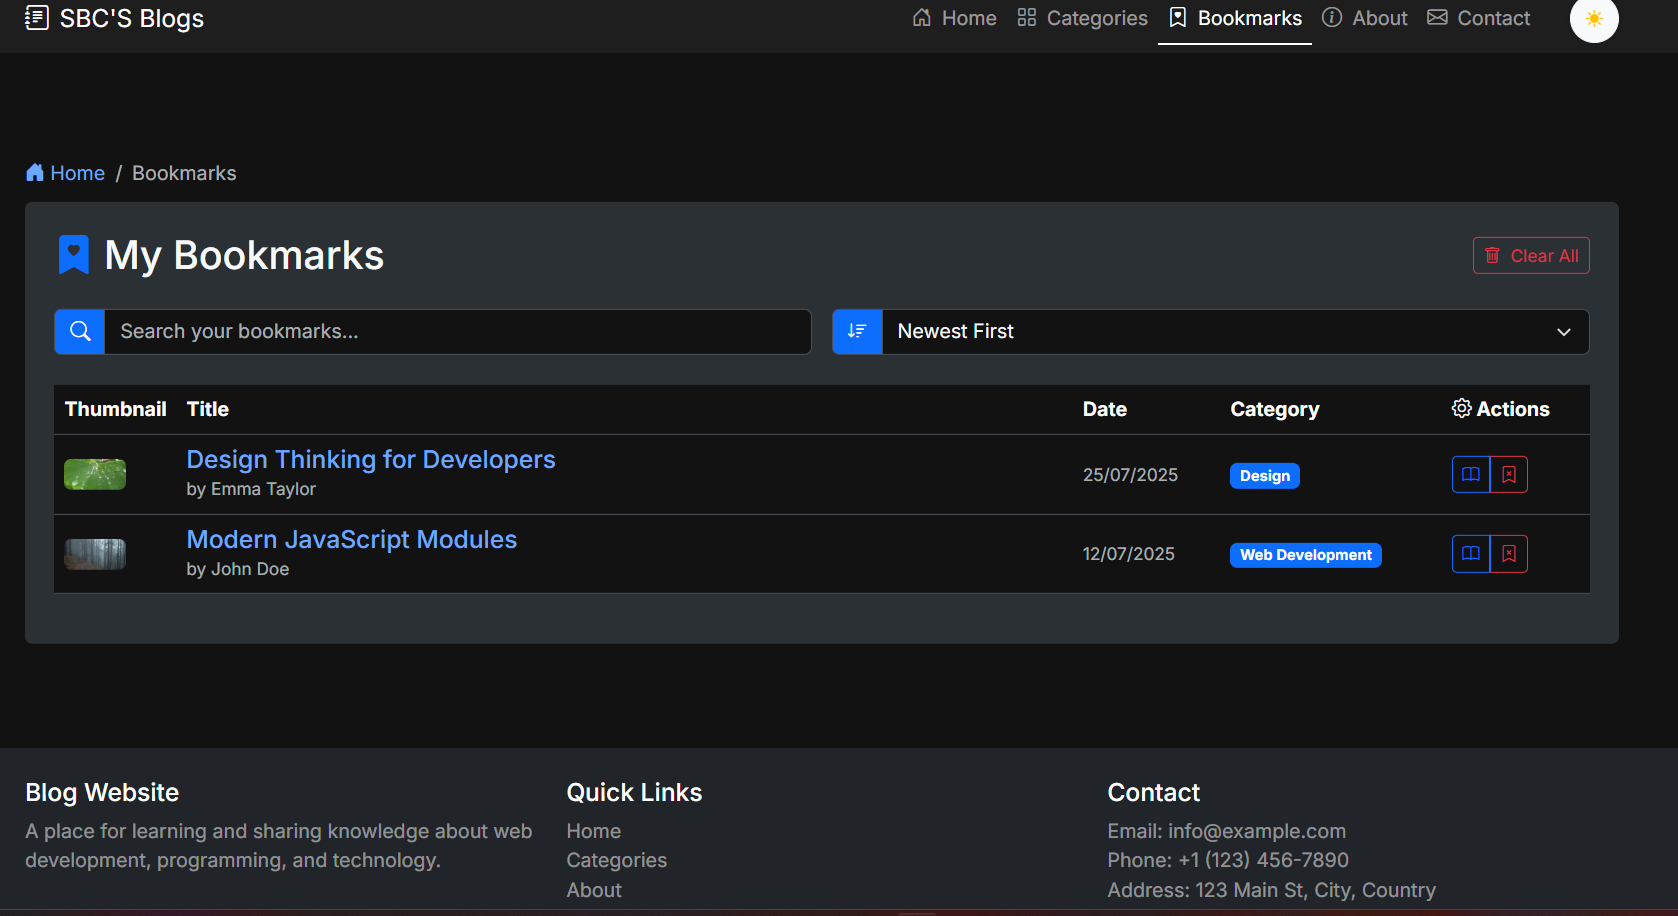 SBC'S Blogs
Home Categories Bookmarks About Contact
Home / Bookmarks
My Bookmarks
Clear All
Search your bookmarks...
Newest First
Thumbnail Title Date Category Actions
Design Thinking for Developers
by Emma Taylor
25/07/2025
Design
Modern JavaScript Modules
by John Doe
12/07/2025
Web Development
Blog Website
A place for learning and sharing knowledge about web
development, programming, and technology.
Quick Links
Home
Categories
About
Contact
Email: info@example.com
Phone: +1 (123) 456-7890
Address: 123 Main St, City, Country